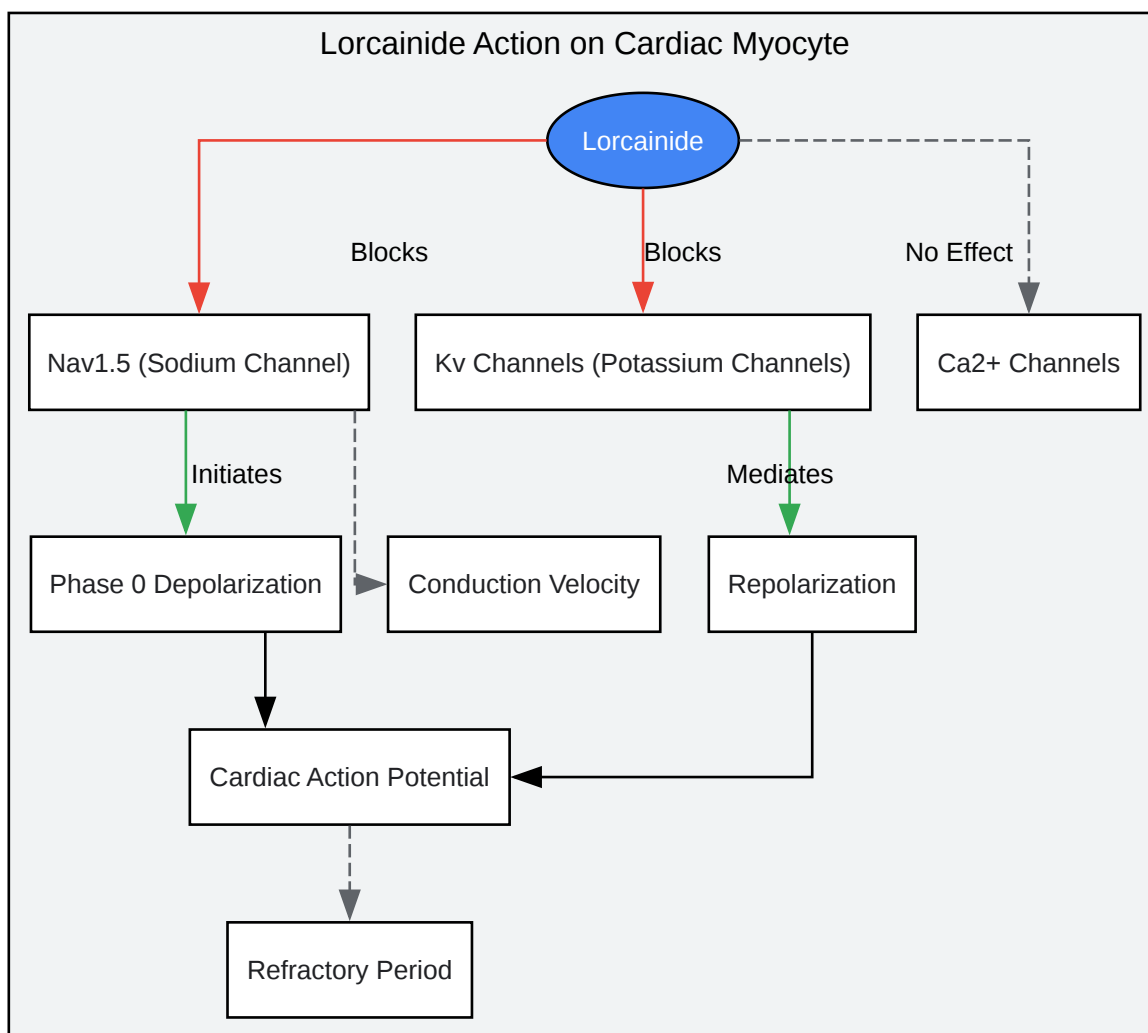 Lorcainide Action on Cardiac Myocyte
Lorcainide
Blocks
Blocks
No Effect
Nav1.5 (Sodium Channel)
Kv Channels (Potassium Channels)
Ca2+ Channels
Initiates
Mediates
Phase 0 Depolarization
Conduction Velocity
Repolarization
Cardiac Action Potential
Refractory Period